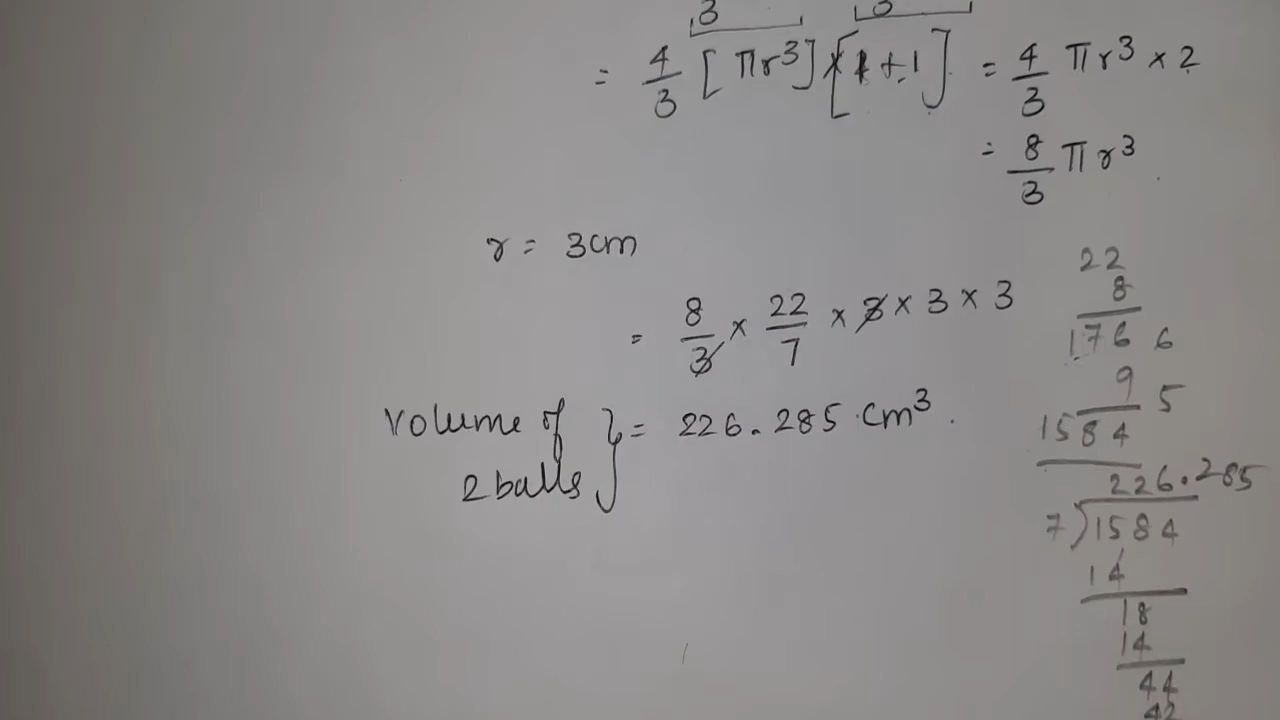 3
= 4/3 [πr³] × [1+1] = 4/3 πr³ × 2
= 8/3 πr³
r = 3cm
= 8/3 × 22/7 × 3 × 3 × 3
Volume of 2 balls } = 226.285 cm³.
22
8
176 6
9 5
1584
226.285
7)1584
14
18
14
44
42